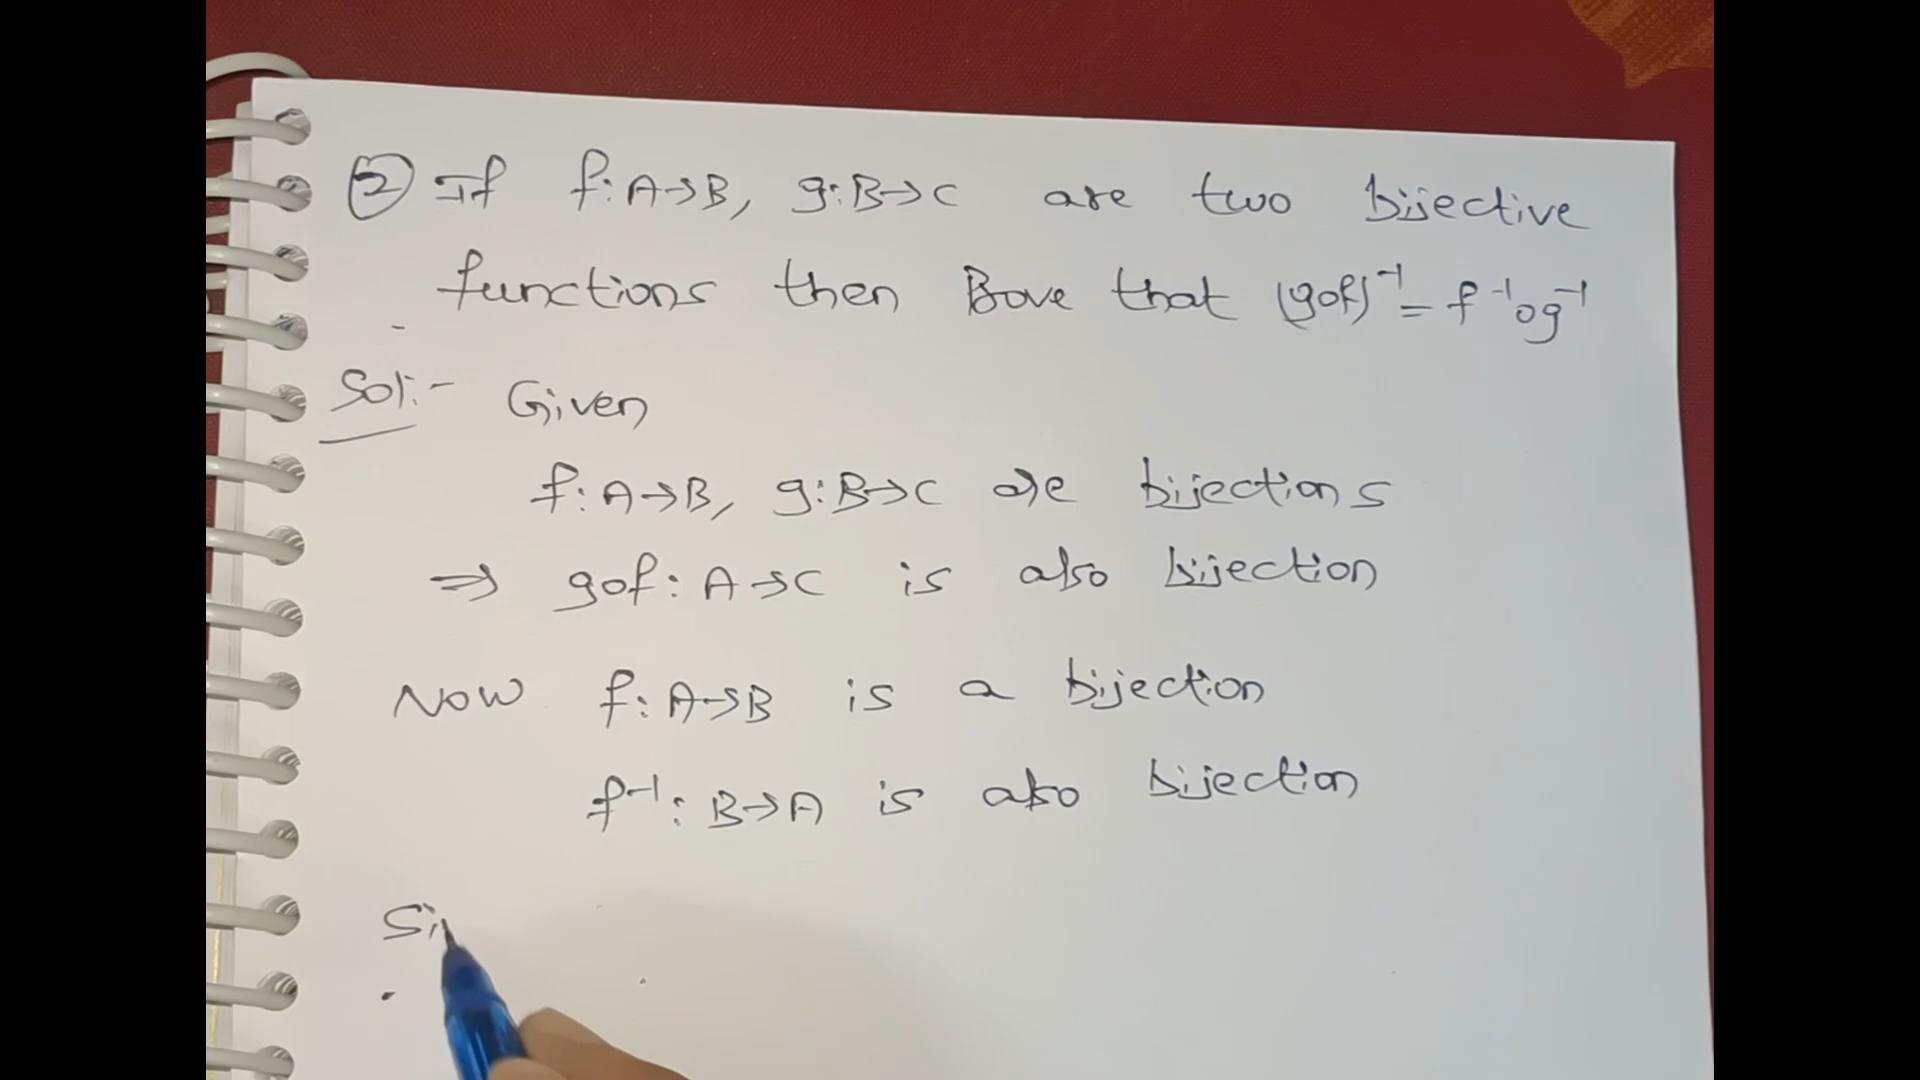 ② If f:A→B, g:B→C are two bijective
functions then Prove that (gof)⁻¹ = f⁻¹og⁻¹
Sol:- Given
f:A→B, g:B→C are bijections
⇒ gof: A→C is also bijection
Now f:A→B is a bijection
f⁻¹: B→A is also bijection
Si